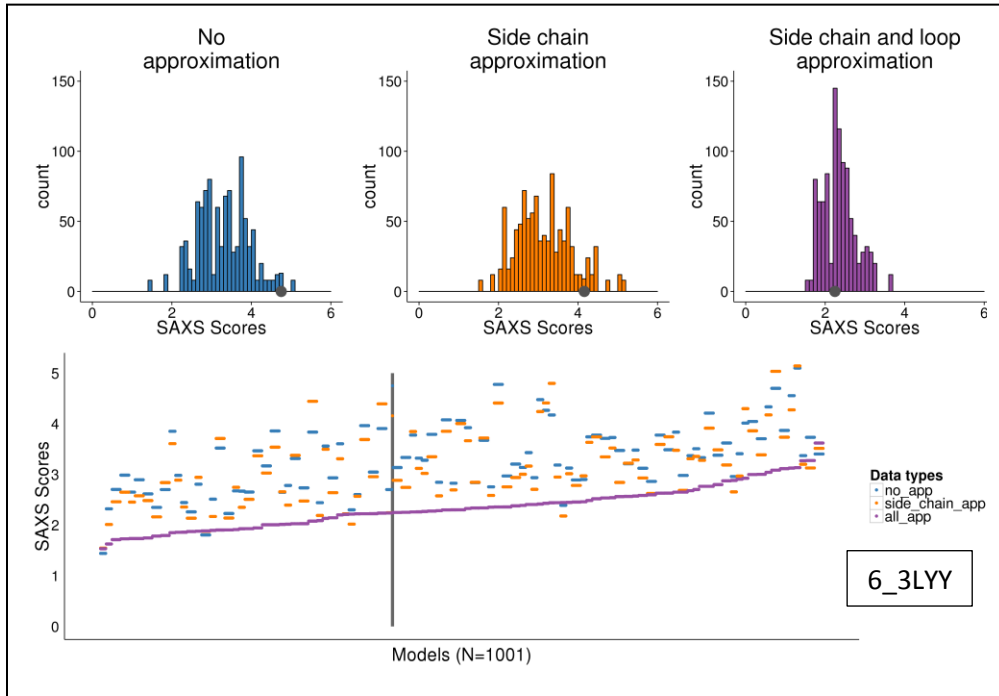 No
approximation
Side chain
approximation
Side chain and loop
approximation
150
100
50
0
count
0 2 4 6
SAXS Scores
150
100
50
0
count
0 2 4 6
SAXS Scores
150
100
50
0
count
0 2 4 6
SAXS Scores
5
4
3
2
1
0
SAXS Scores
Models (N=1001)
Data types
no_app
side_chain_app
all_app
6_3LYY